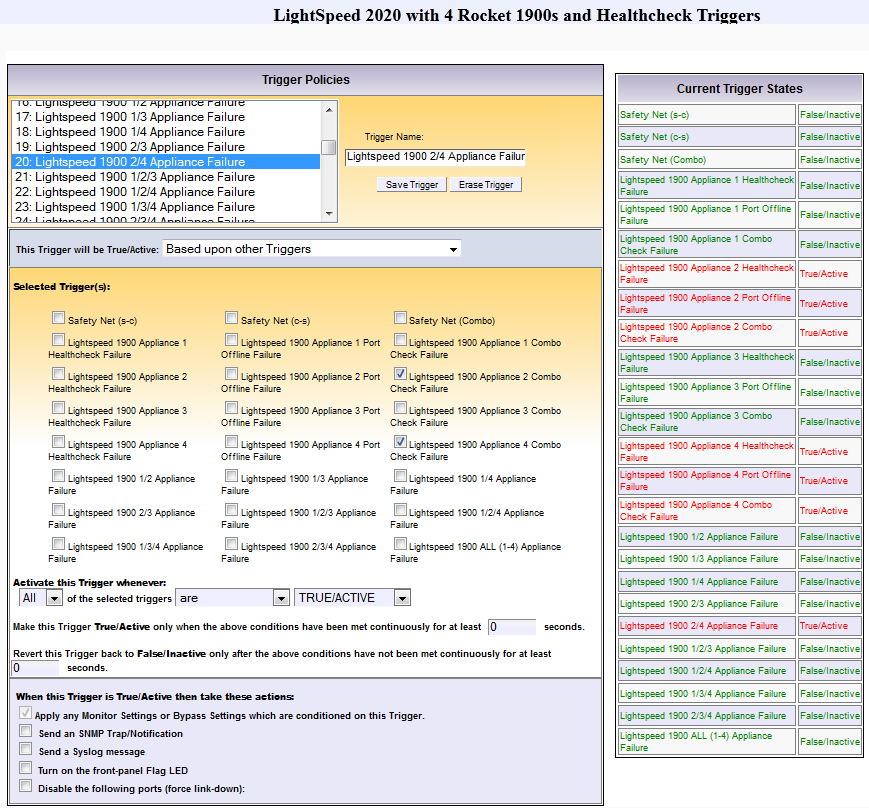 LightSpeed 2020 with 4 Rocket 1900s and Healthcheck Triggers
Trigger Policies
16: Lightspeed 1900 1/2 Appliance Failure
17: Lightspeed 1900 1/3 Appliance Failure
18: Lightspeed 1900 1/4 Appliance Failure
19: Lightspeed 1900 2/3 Appliance Failure
20: Lightspeed 1900 2/4 Appliance Failure
21: Lightspeed 1900 1/2/3 Appliance Failure
22: Lightspeed 1900 1/2/4 Appliance Failure
23: Lightspeed 1900 1/3/4 Appliance Failure
24: Lightspeed 1900 2/3/4 Appliance Failure
Trigger Name:
Lightspeed 1900 2/4 Appliance Failur
Save Trigger Erase Trigger
This Trigger will be True/Active: Based upon other Triggers
Selected Trigger(s):
Safety Net (s-c) Safety Net (c-s) Safety Net (Combo)
Lightspeed 1900 Appliance 1 Lightspeed 1900 Appliance 1 Port Lightspeed 1900 Appliance 1 Combo
Healthcheck Failure Offline Failure Check Failure
Lightspeed 1900 Appliance 2 Lightspeed 1900 Appliance 2 Port Lightspeed 1900 Appliance 2 Combo
Healthcheck Failure Offline Failure Check Failure
Lightspeed 1900 Appliance 3 Lightspeed 1900 Appliance 3 Port Lightspeed 1900 Appliance 3 Combo
Healthcheck Failure Offline Failure Check Failure
Lightspeed 1900 Appliance 4 Lightspeed 1900 Appliance 4 Port Lightspeed 1900 Appliance 4 Combo
Healthcheck Failure Offline Failure Check Failure
Lightspeed 1900 1/2 Appliance Lightspeed 1900 1/3 Appliance Lightspeed 1900 1/4 Appliance
Failure Failure Failure
Lightspeed 1900 2/3 Appliance Lightspeed 1900 1/2/3 Appliance Lightspeed 1900 1/2/4 Appliance
Failure Failure Failure
Lightspeed 1900 1/3/4 Appliance Lightspeed 1900 2/3/4 Appliance Lightspeed 1900 ALL (1-4) Appliance
Failure Failure Failure
Activate this Trigger whenever:
All of the selected triggers are TRUE/ACTIVE
Make this Trigger True/Active only when the above conditions have been met continuously for at least 0 seconds.
Revert this Trigger back to False/Inactive only after the above conditions have not been met continuously for at least
0 seconds.
When this Trigger is True/Active then take these actions:
Apply any Monitor Settings or Bypass Settings which are conditioned on this Trigger.
Send an SNMP Trap/Notification
Send a Syslog message
Turn on the front-panel Flag LED
Disable the following ports (force link-down):
Current Trigger States
Safety Net (s-c) False/Inactive
Safety Net (c-s) False/Inactive
Safety Net (Combo) False/Inactive
Lightspeed 1900 Appliance 1 Healthcheck
Failure False/Inactive
Lightspeed 1900 Appliance 1 Port Offline
Failure False/Inactive
Lightspeed 1900 Appliance 1 Combo
Check Failure False/Inactive
Lightspeed 1900 Appliance 2 Healthcheck
Failure True/Active
Lightspeed 1900 Appliance 2 Port Offline
Failure True/Active
Lightspeed 1900 Appliance 2 Combo
Check Failure True/Active
Lightspeed 1900 Appliance 3 Healthcheck
Failure False/Inactive
Lightspeed 1900 Appliance 3 Port Offline
Failure False/Inactive
Lightspeed 1900 Appliance 3 Combo
Check Failure False/Inactive
Lightspeed 1900 Appliance 4 Healthcheck
Failure True/Active
Lightspeed 1900 Appliance 4 Port Offline
Failure True/Active
Lightspeed 1900 Appliance 4 Combo
Check Failure True/Active
Lightspeed 1900 1/2 Appliance Failure False/Inactive
Lightspeed 1900 1/3 Appliance Failure False/Inactive
Lightspeed 1900 1/4 Appliance Failure False/Inactive
Lightspeed 1900 2/3 Appliance Failure False/Inactive
Lightspeed 1900 2/4 Appliance Failure True/Active
Lightspeed 1900 1/2/3 Appliance Failure False/Inactive
Lightspeed 1900 1/2/4 Appliance Failure False/Inactive
Lightspeed 1900 1/3/4 Appliance Failure False/Inactive
Lightspeed 1900 2/3/4 Appliance Failure False/Inactive
Lightspeed 1900 ALL (1-4) Appliance
Failure False/Inactive